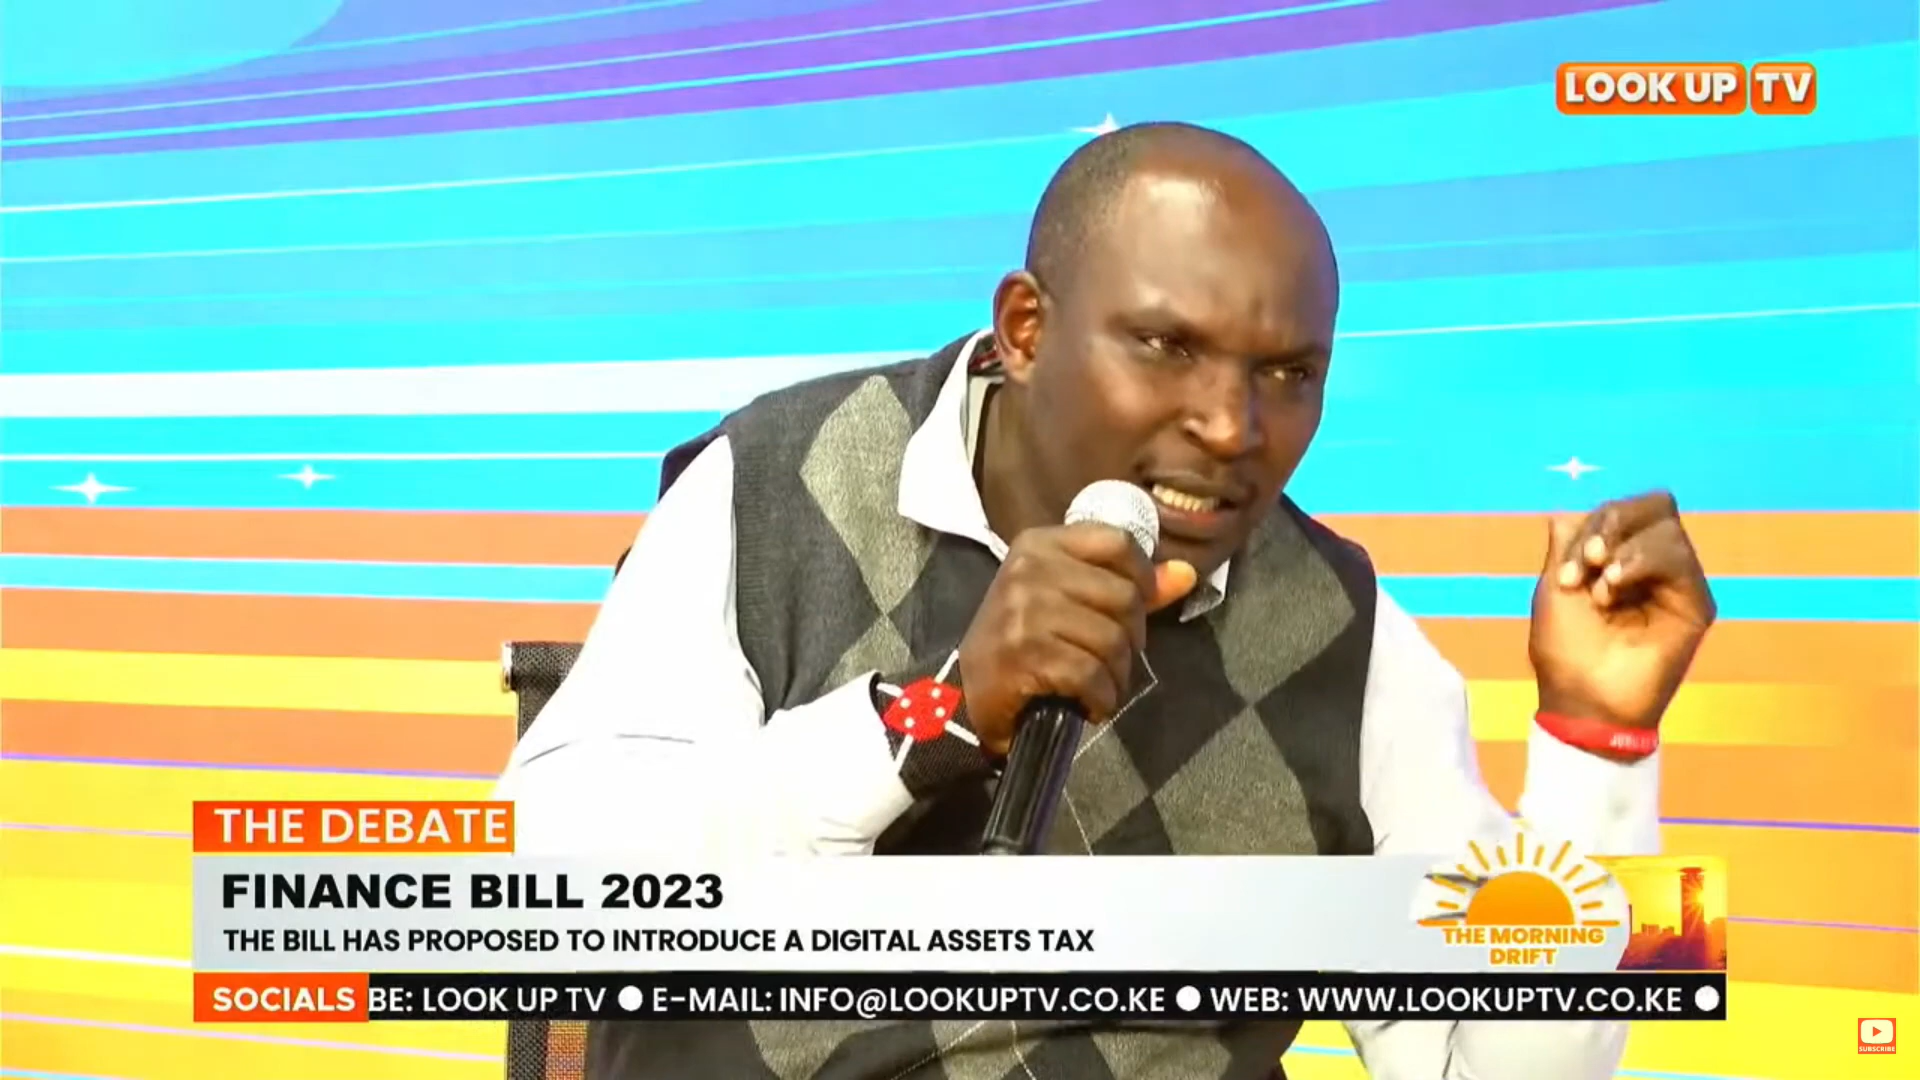 LOOK UP TV
THE DEBATE
FINANCE BILL 2023
THE BILL HAS PROPOSED TO INTRODUCE A DIGITAL ASSETS TAX
THE MORNING
DRIFT
SOCIALS BE: LOOK UP TV ● E-MAIL: INFO@LOOKUPTV.CO.KE ● WEB: WWW.LOOKUPTV.CO.KE ●
SUBSCRIBE